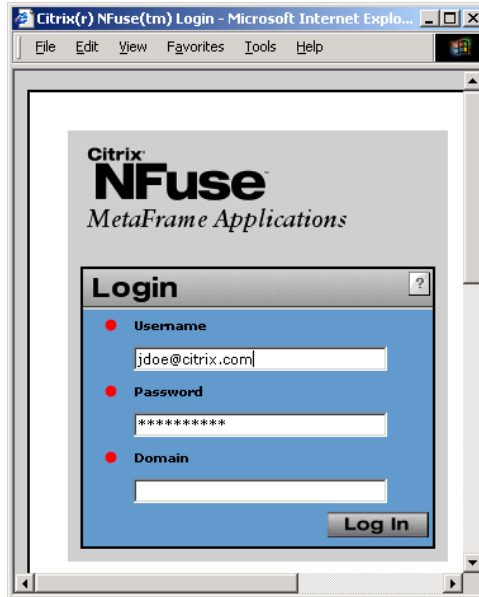 Citrix(r) NFuse(tm) Login - Microsoft Internet Explo...
File Edit View Favorites Tools Help
Citrix
NFuse
MetaFrame Applications
Login ?
Username
jdoe@citrix.com
Password
**********
Domain
Log In